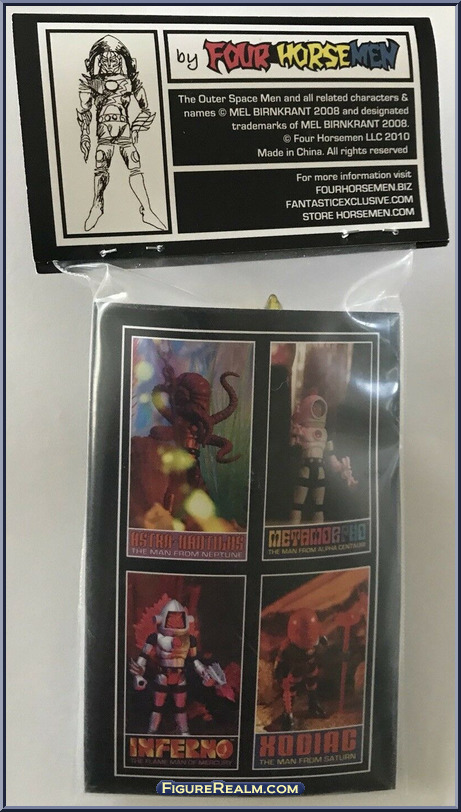 by FOUR HORSEMEN
The Outer Space Men and all related characters &
names © MEL BIRNKRANT 2008 and designated
trademarks of MEL BIRNKRANT 2008.
© Four Horsemen LLC 2010
Made in China. All rights reserved
For more information visit
FOURHORSEMEN.BIZ
FANTASTICEXCLUSIVE.COM
STORE HORSEMEN.COM
ASTRO-NAUTILUS
THE MAN FROM NEPTUNE
METAMORPHO
THE MAN FROM ALPHA CENTAURI
INFERNO
THE FLAME MAN OF MERCURY
XODIAC
THE MAN FROM SATURN
FIGUREREALM.COM